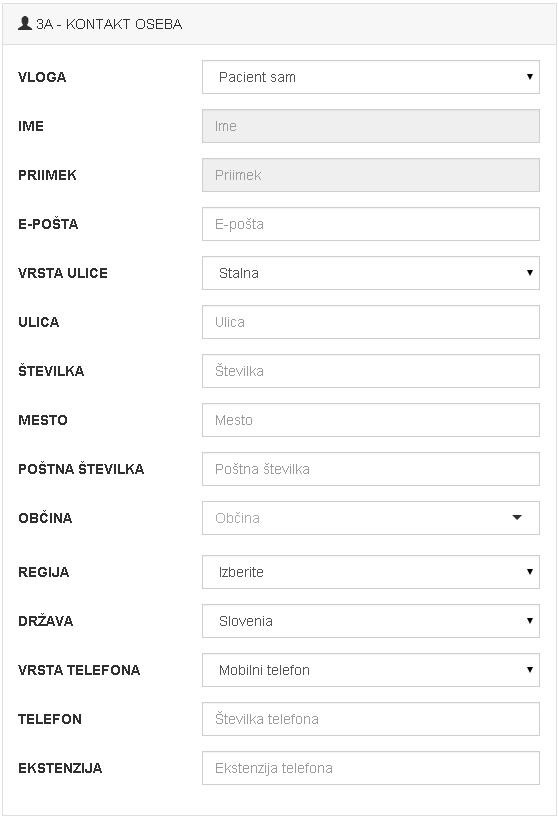 3A - KONTAKT OSEBA
VLOGA Pacient sam
IME Ime
PRIIMEK Priimek
E-POŠTA E-pošta
VRSTA ULICE Stalna
ULICA Ulica
ŠTEVILKA Številka
MESTO Mesto
POŠTNA ŠTEVILKA Poštna številka
OBČINA Občina
REGIJA Izberite
DRŽAVA Slovenia
VRSTA TELEFONA Mobilni telefon
TELEFON Številka telefona
EKSTENZIJA Ekstenzija telefona